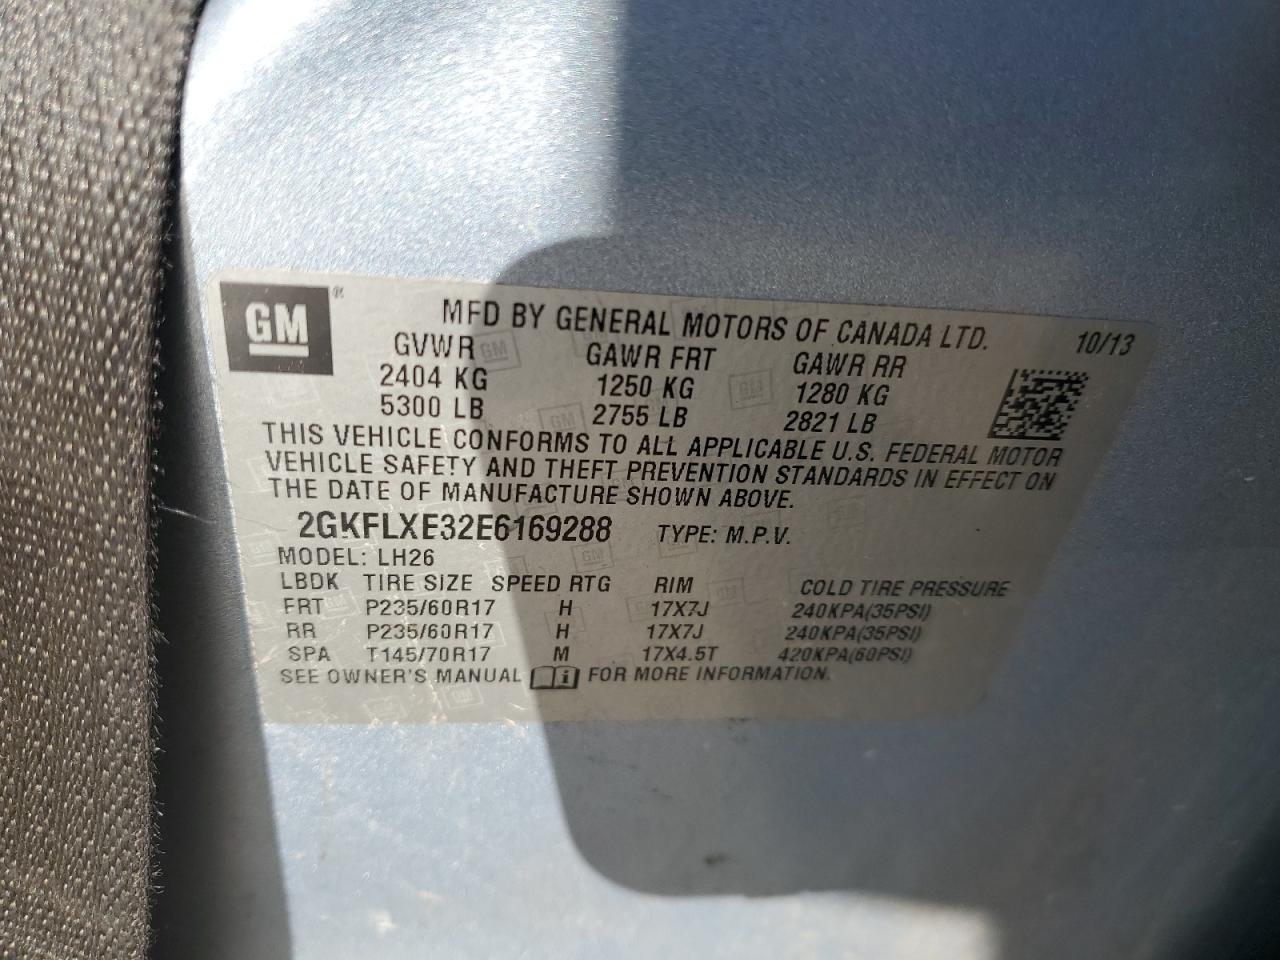 GM ®
MFD BY GENERAL MOTORS OF CANADA LTD. 10/13
GVWR GAWR FRT GAWR RR
2404 KG 1250 KG 1280 KG
5300 LB 2755 LB 2821 LB
THIS VEHICLE CONFORMS TO ALL APPLICABLE U.S. FEDERAL MOTOR
VEHICLE SAFETY AND THEFT PREVENTION STANDARDS IN EFFECT ON
THE DATE OF MANUFACTURE SHOWN ABOVE.
2GKFLXE32E6169288 TYPE: M.P.V.
MODEL: LH26
LBDK TIRE SIZE SPEED RTG RIM COLD TIRE PRESSURE
FRT P235/60R17 H 17X7J 240KPA(35PSI)
RR P235/60R17 H 17X7J 240KPA(35PSI)
SPA T145/70R17 M 17X4.5T 420KPA(60PSI)
SEE OWNER'S MANUAL i FOR MORE INFORMATION.